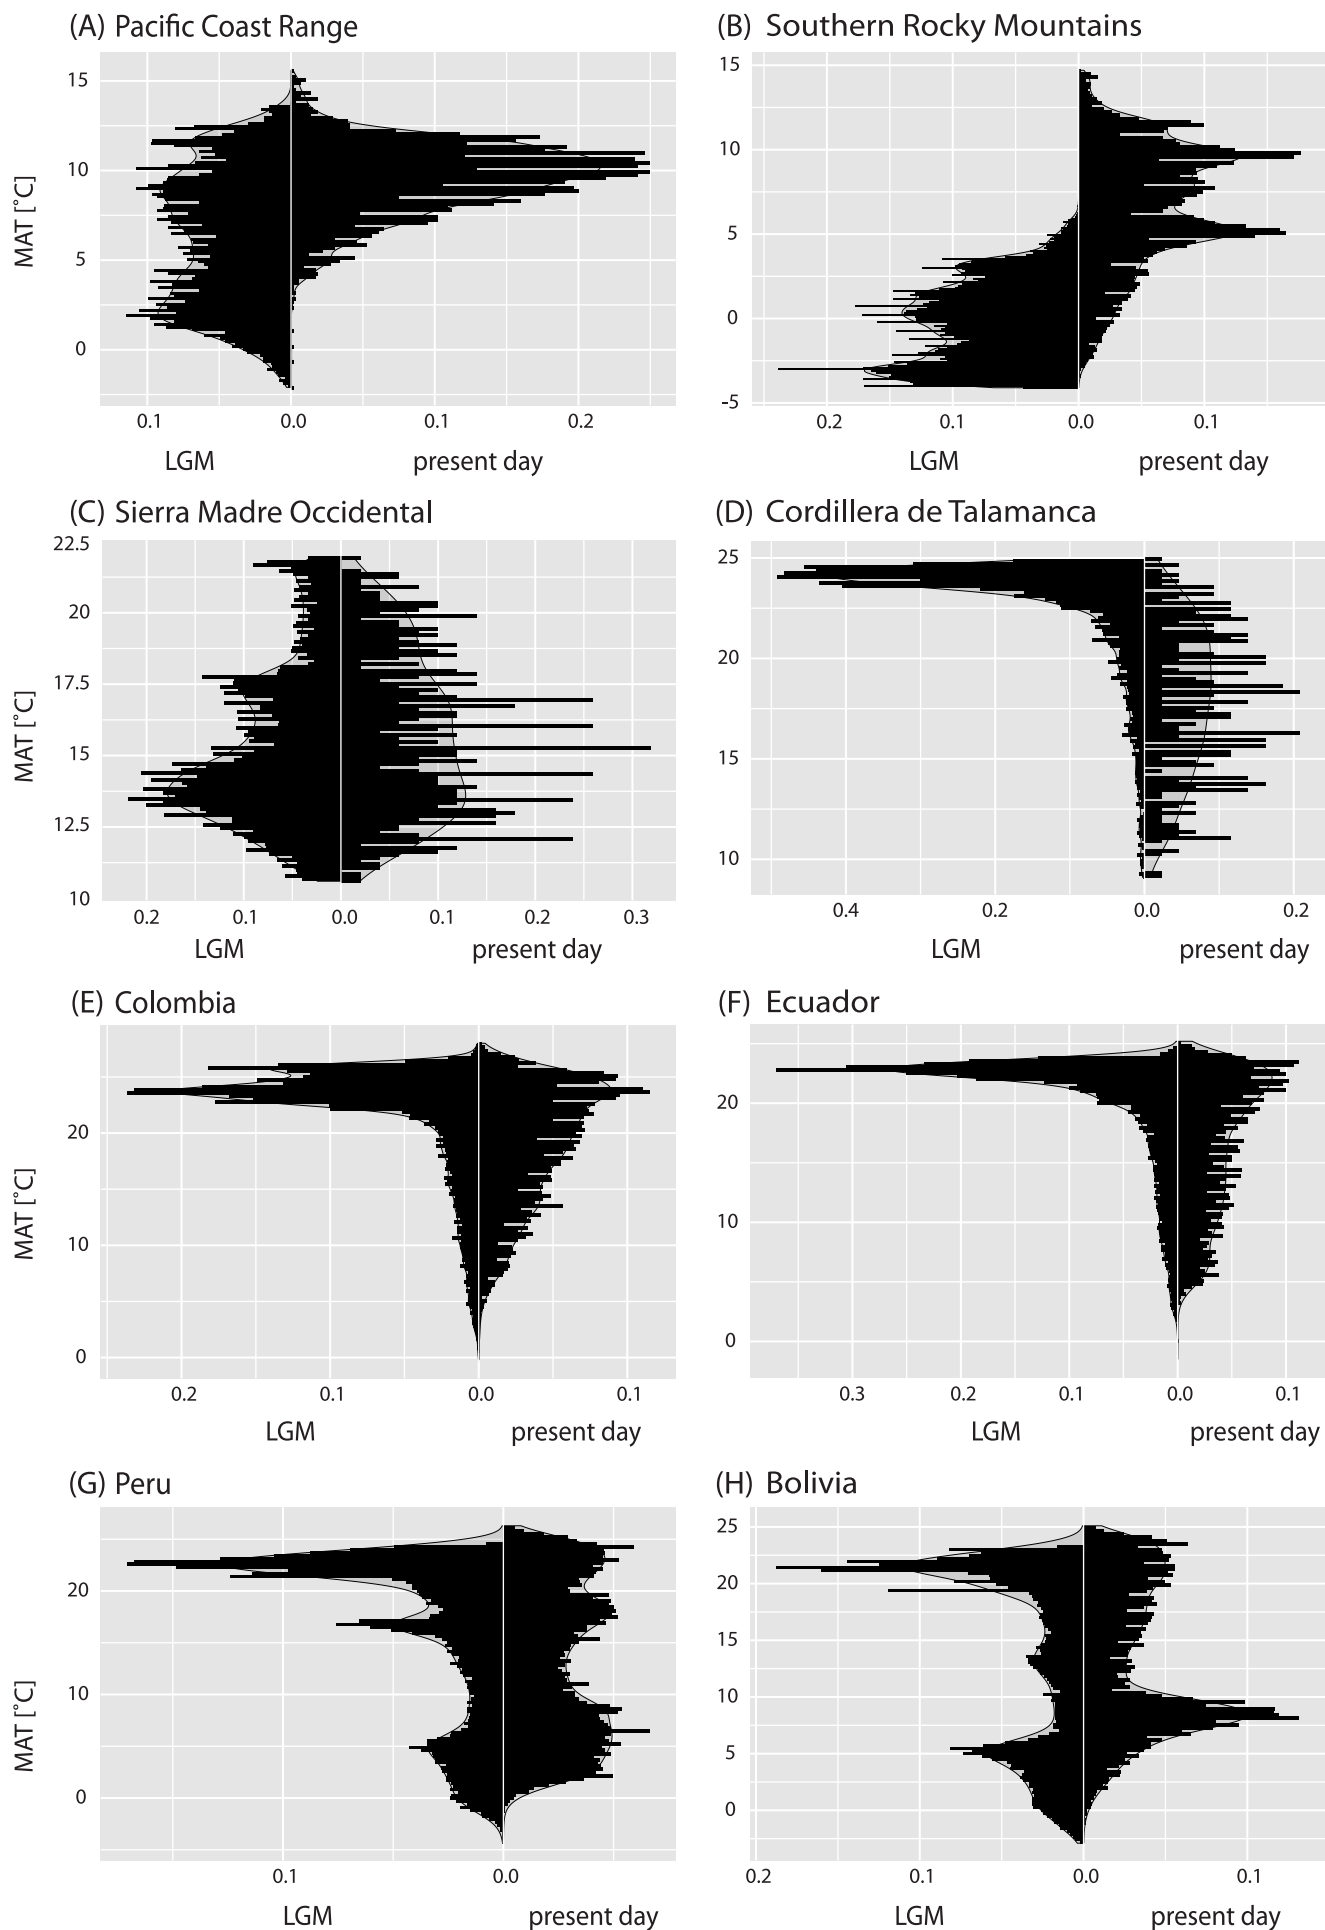 (A) Pacific Coast Range
15
10
5
0
MAT [˚C]
0.1 0.0 0.1 0.2
LGM present day
(B) Southern Rocky Mountains
15
10
5
0
-5
0.2 0.1 0.0 0.1
LGM present day
(C) Sierra Madre Occidental
22.5
20
17.5
15
12.5
10
MAT [˚C]
0.2 0.1 0.0 0.1 0.2 0.3
LGM present day
(D) Cordillera de Talamanca
25
20
15
10
0.4 0.2 0.0 0.2
LGM present day
(E) Colombia
20
10
0
MAT [˚C]
0.2 0.1 0.0 0.1
LGM present day
(F) Ecuador
20
10
0
0.3 0.2 0.1 0.0 0.1
LGM present day
(G) Peru
20
10
0
MAT [˚C]
0.1 0.0
LGM present day
(H) Bolivia
25
20
15
10
5
0
0.2 0.1 0.0 0.1
LGM present day